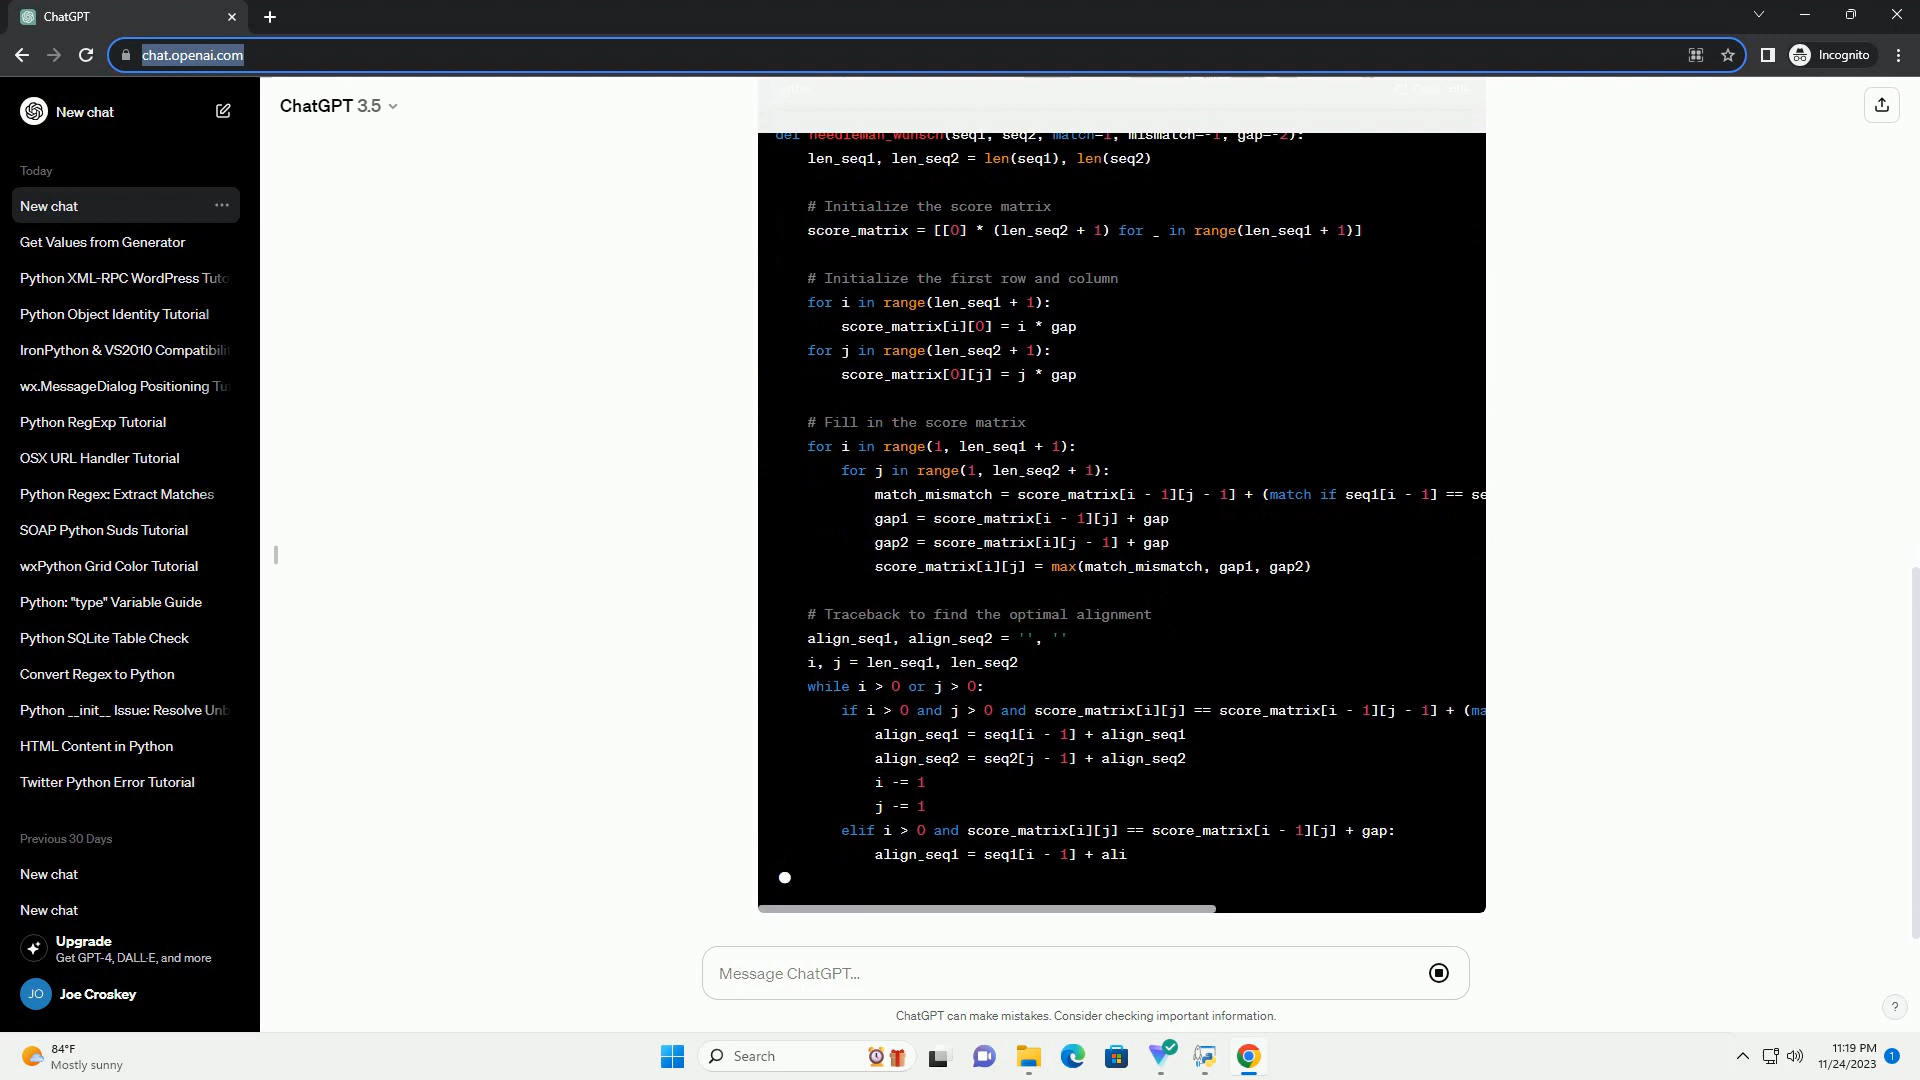 ChatGPT
chat.openai.com
Incognito
New chat
Today
New chat
Get Values from Generator
Python XML-RPC WordPress Tuto
Python Object Identity Tutorial
IronPython & VS2010 Compatibili
wx.MessageDialog Positioning Tu
Python RegExp Tutorial
OSX URL Handler Tutorial
Python Regex: Extract Matches
SOAP Python Suds Tutorial
wxPython Grid Color Tutorial
Python: "type" Variable Guide
Python SQLite Table Check
Convert Regex to Python
Python __init__ Issue: Resolve Unb
HTML Content in Python
Twitter Python Error Tutorial
Previous 30 Days
New chat
New chat
Upgrade
Get GPT-4, DALL·E, and more
JO
Joe Croskey
ChatGPT 3.5
def needleman_wunsch(seq1, seq2, match=1, mismatch=-1, gap=-2):
len_seq1, len_seq2 = len(seq1), len(seq2)
# Initialize the score matrix
score_matrix = [[0] * (len_seq2 + 1) for _ in range(len_seq1 + 1)]
# Initialize the first row and column
for i in range(len_seq1 + 1):
score_matrix[i][0] = i * gap
for j in range(len_seq2 + 1):
score_matrix[0][j] = j * gap
# Fill in the score matrix
for i in range(1, len_seq1 + 1):
for j in range(1, len_seq2 + 1):
match_mismatch = score_matrix[i - 1][j - 1] + (match if seq1[i - 1] == se
gap1 = score_matrix[i - 1][j] + gap
gap2 = score_matrix[i][j - 1] + gap
score_matrix[i][j] = max(match_mismatch, gap1, gap2)
# Traceback to find the optimal alignment
align_seq1, align_seq2 = '', ''
i, j = len_seq1, len_seq2
while i > 0 or j > 0:
if i > 0 and j > 0 and score_matrix[i][j] == score_matrix[i - 1][j - 1] + (ma
align_seq1 = seq1[i - 1] + align_seq1
align_seq2 = seq2[j - 1] + align_seq2
i -= 1
j -= 1
elif i > 0 and score_matrix[i][j] == score_matrix[i - 1][j] + gap:
align_seq1 = seq1[i - 1] + ali
Message ChatGPT...
ChatGPT can make mistakes. Consider checking important information.
?
84°F
Mostly sunny
Search
11:19 PM
11/24/2023
1